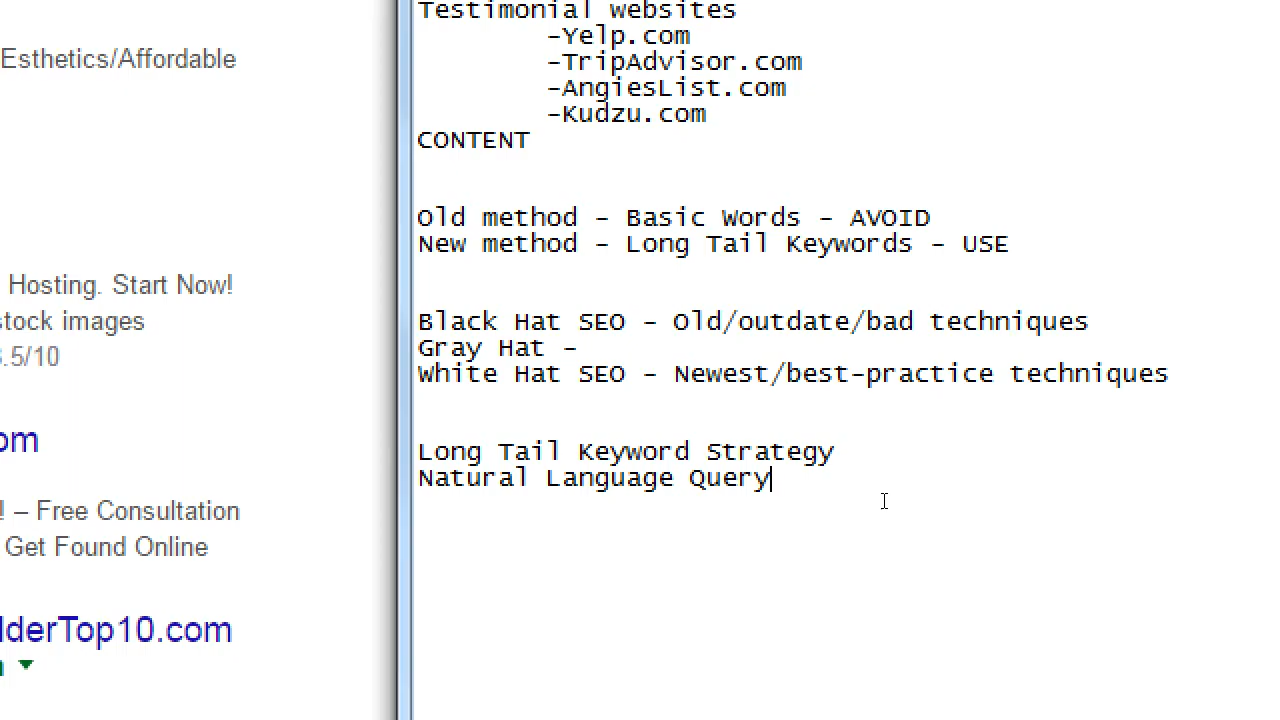 Esthetics/Affordable
Hosting. Start Now!
stock images
.5/10
om
! – Free Consultation
Get Found Online
lderTop10.com
Testimonial websites
-Yelp.com
-TripAdvisor.com
-AngiesList.com
-Kudzu.com
CONTENT
Old method - Basic Words - AVOID
New method - Long Tail Keywords - USE
Black Hat SEO - Old/outdate/bad techniques
Gray Hat -
White Hat SEO - Newest/best-practice techniques
Long Tail Keyword Strategy
Natural Language Query